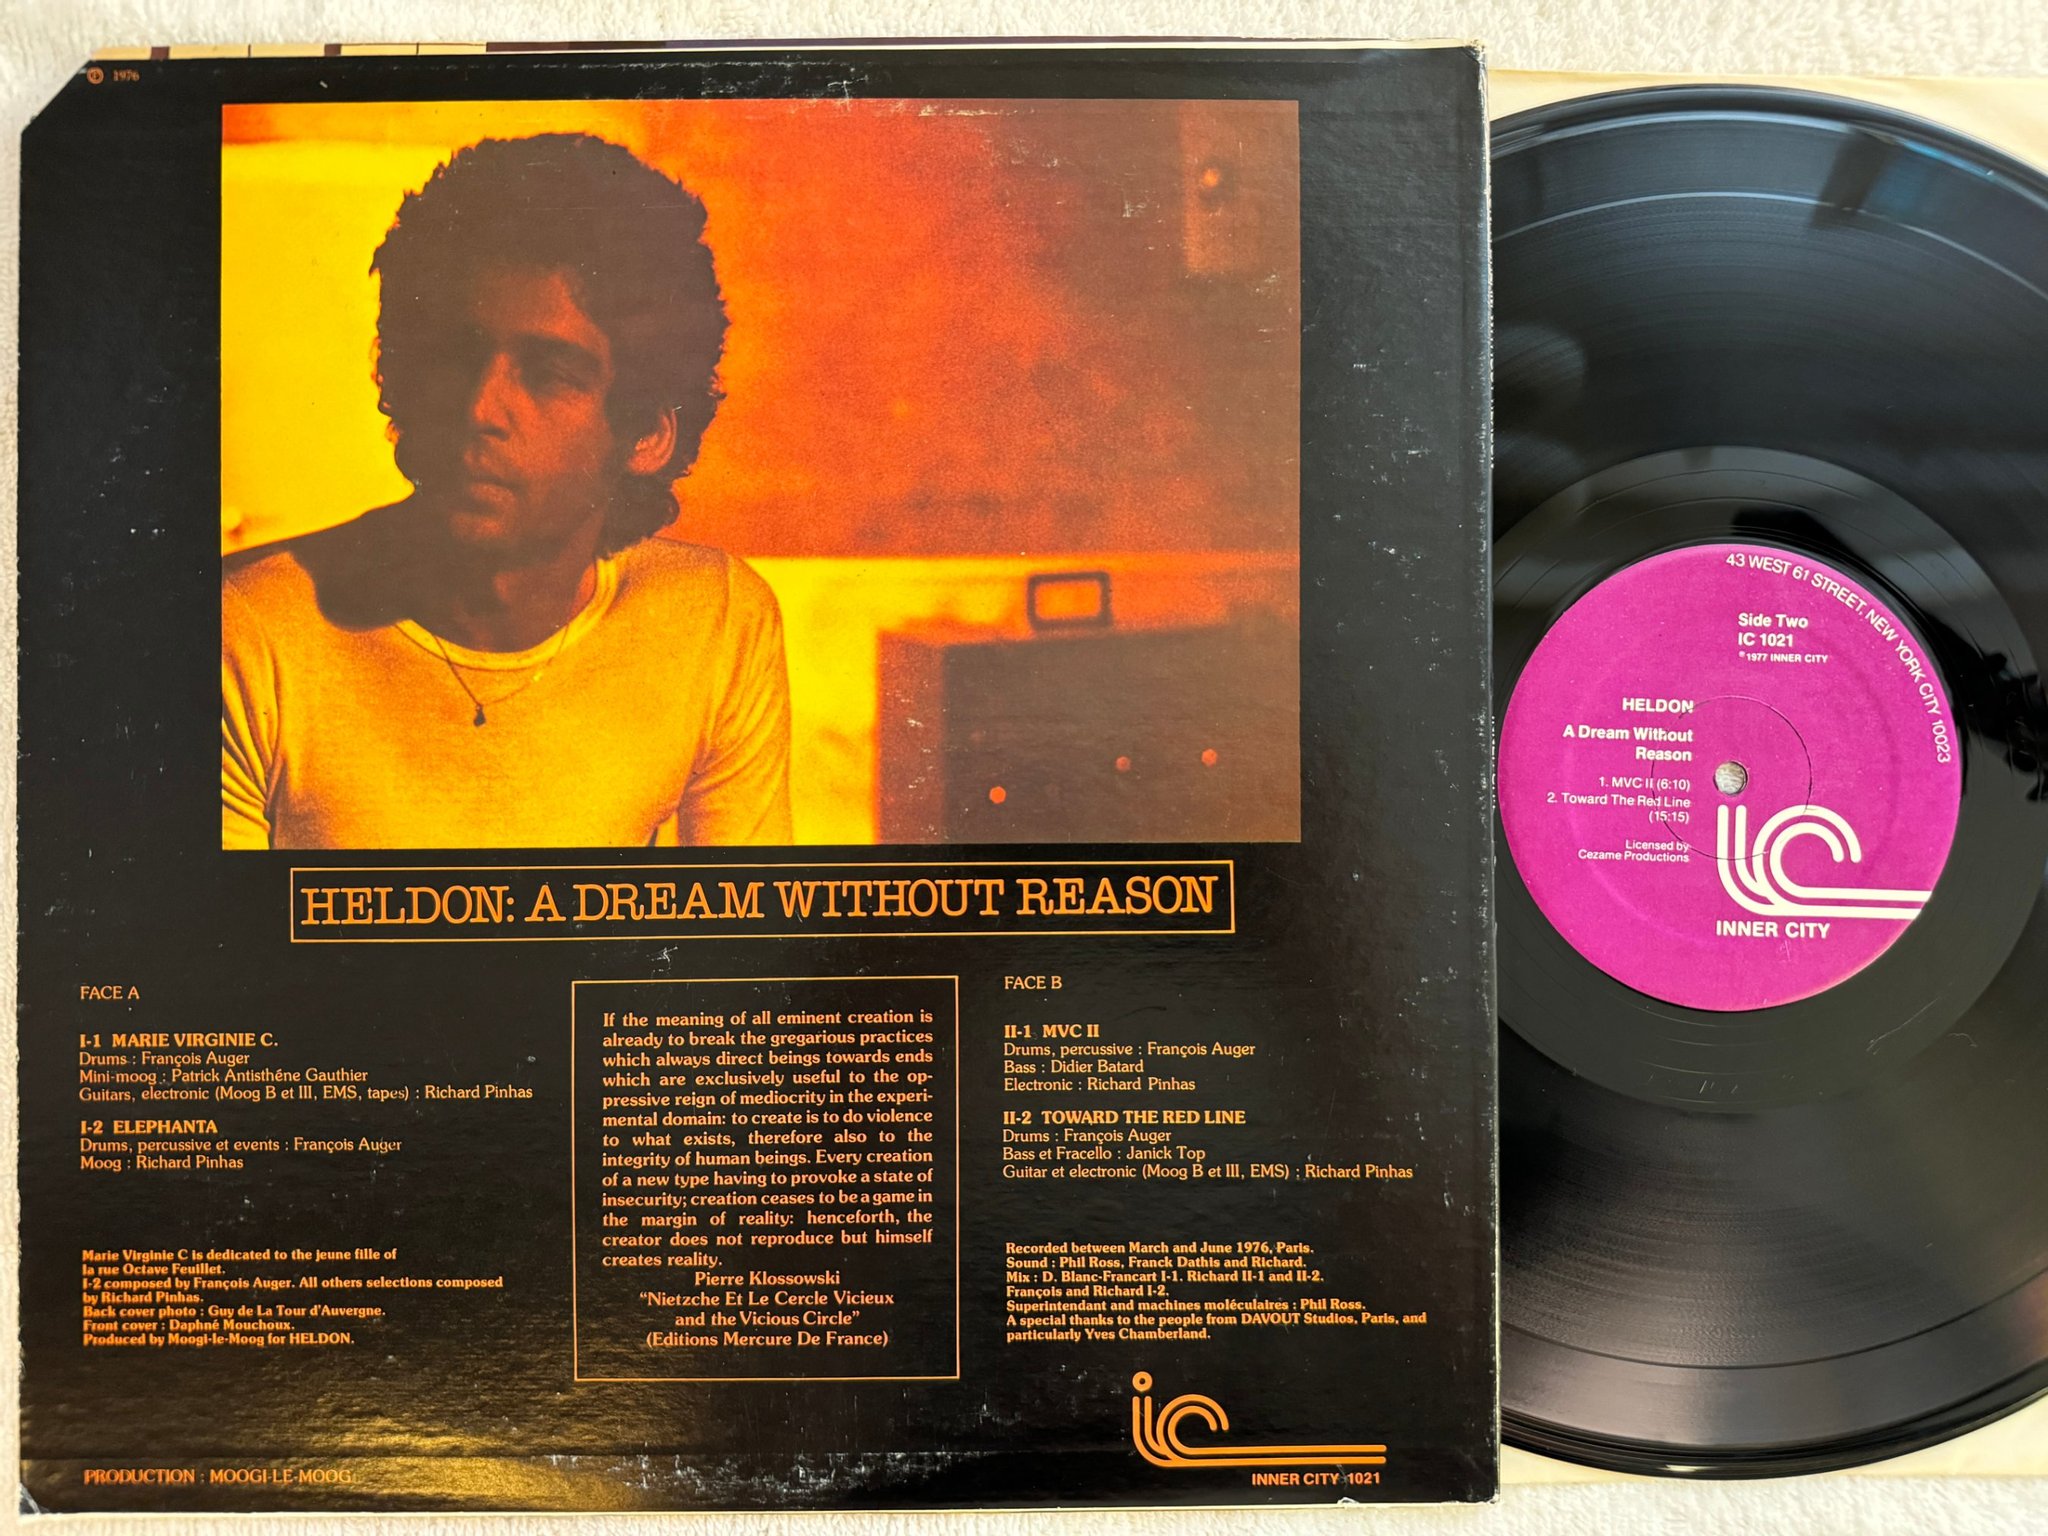 ℗ 1976
HELDON: A DREAM WITHOUT REASON
FACE A
I-1 MARIE VIRGINIE C.
Drums : François Auger
Mini-moog : Patrick Antisthéne Gauthier
Guitars, electronic (Moog B et III, EMS, tapes) : Richard Pinhas
I-2 ELEPHANTA
Drums, percussive et events : François Auger
Moog : Richard Pinhas
Marie Virginie C is dedicated to the jeune fille of
la rue Octave Feuillet.
I-2 composed by François Auger. All others selections composed
by Richard Pinhas.
Back cover photo : Guy de La Tour d'Auvergne.
Front cover : Daphné Mouchoux.
Produced by Moogi-le-Moog for HELDON.
PRODUCTION : MOOGI-LE-MOOG
If the meaning of all eminent creation is
already to break the gregarious practices
which always direct beings towards ends
which are exclusively useful to the op-
pressive reign of mediocrity in the experi-
mental domain: to create is to do violence
to what exists, therefore also to the
integrity of human beings. Every creation
of a new type having to provoke a state of
insecurity; creation ceases to be a game in
the margin of reality: henceforth, the
creator does not reproduce but himself
creates reality.
Pierre Klossowski
"Nietzche Et Le Cercle Vicieux
and the Vicious Circle"
(Editions Mercure De France)
FACE B
II-1 MVC II
Drums, percussive : François Auger
Bass : Didier Batard
Electronic : Richard Pinhas
II-2 TOWARD THE RED LINE
Drums : François Auger
Bass et Fracello : Janick Top
Guitar et electronic (Moog B et III, EMS) : Richard Pinhas
Recorded between March and June 1976, Paris.
Sound : Phil Ross, Franck Dathis and Richard.
Mix : D. Blanc-Francart I-1. Richard II-1 and II-2.
François and Richard I-2.
Superintendant and machines moléculaires : Phil Ross.
A special thanks to the people from DAVOUT Studios, Paris, and
particularly Yves Chamberland.
ic
INNER CITY 1021
43 WEST 61 STREET, NEW YORK CITY 10023
Side Two
IC 1021
℗ 1977 INNER CITY
HELDON
A Dream Without
Reason
1. MVC II (6:10)
2. Toward The Red Line
(15:15)
Licensed by
Cezame Productions
ic
INNER CITY